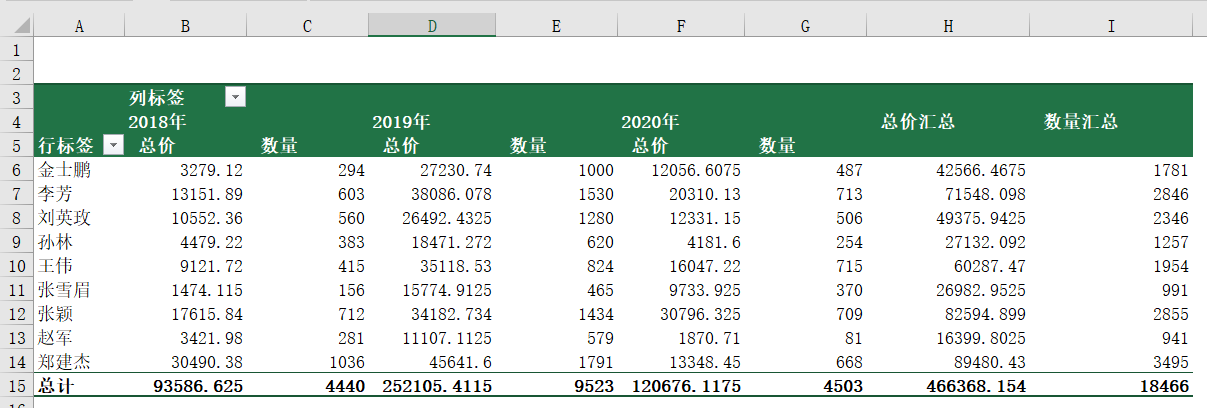 A B C D E F G H I
1
2
3 列标签
4 2018年 2019年 2020年 总价汇总 数量汇总
5 行标签 总价 数量 总价 数量 总价 数量
6 金士鹏 3279.12 294 27230.74 1000 12056.6075 487 42566.4675 1781
7 李芳 13151.89 603 38086.078 1530 20310.13 713 71548.098 2846
8 刘英玫 10552.36 560 26492.4325 1280 12331.15 506 49375.9425 2346
9 孙林 4479.22 383 18471.272 620 4181.6 254 27132.092 1257
10 王伟 9121.72 415 35118.53 824 16047.22 715 60287.47 1954
11 张雪眉 1474.115 156 15774.9125 465 9733.925 370 26982.9525 991
12 张颖 17615.84 712 34182.734 1434 30796.325 709 82594.899 2855
13 赵军 3421.98 281 11107.1125 579 1870.71 81 16399.8025 941
14 郑建杰 30490.38 1036 45641.6 1791 13348.45 668 89480.43 3495
15 总计 93586.625 4440 252105.4115 9523 120676.1175 4503 466368.154 18466